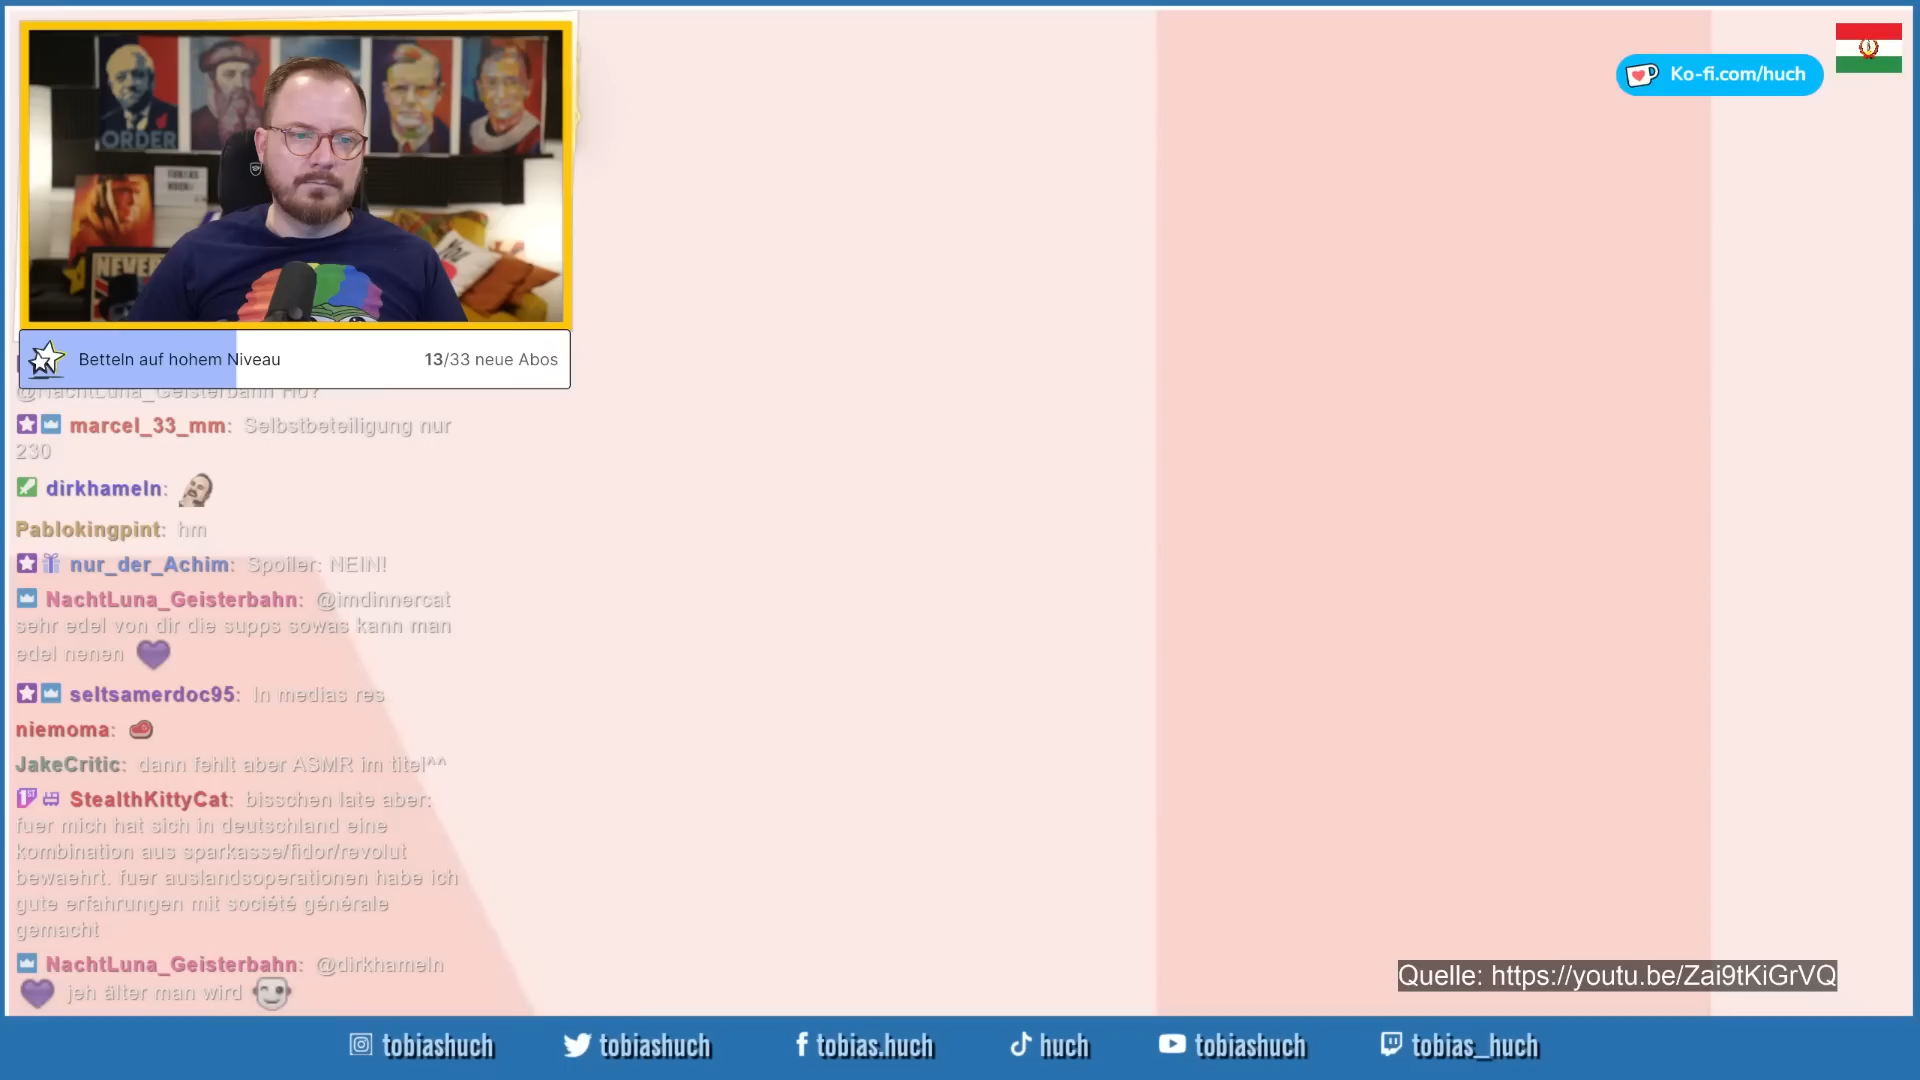 ORDER
NEVER
Betteln auf hohem Niveau
13/33 neue Abos
@NachtLuna_Geisterbahn Ho?
marcel_33_mm: Selbstbeteiligung nur
230
dirkhameln:
Pablokingpint: hm
nur_der_Achim: Spoiler: NEIN!
NachtLuna_Geisterbahn: @imdinnercat
sehr edel von dir die supps sowas kann man
edel nenen
seltsamerdoc95: In medias res
niemoma:
JakeCritic: dann fehlt aber ASMR im titel^^
StealthKittyCat: bisschen late aber:
fuer mich hat sich in deutschland eine
kombination aus sparkasse/fidor/revolut
bewaehrt. fuer auslandsoperationen habe ich
gute erfahrungen mit société générale
gemacht
NachtLuna_Geisterbahn: @dirkhameln
jeh älter man wird
Ko-fi.com/huch
Quelle: https://youtu.be/Zai9tKiGrVQ
tobiashuch
tobiashuch
tobias.huch
huch
tobiashuch
tobias_huch